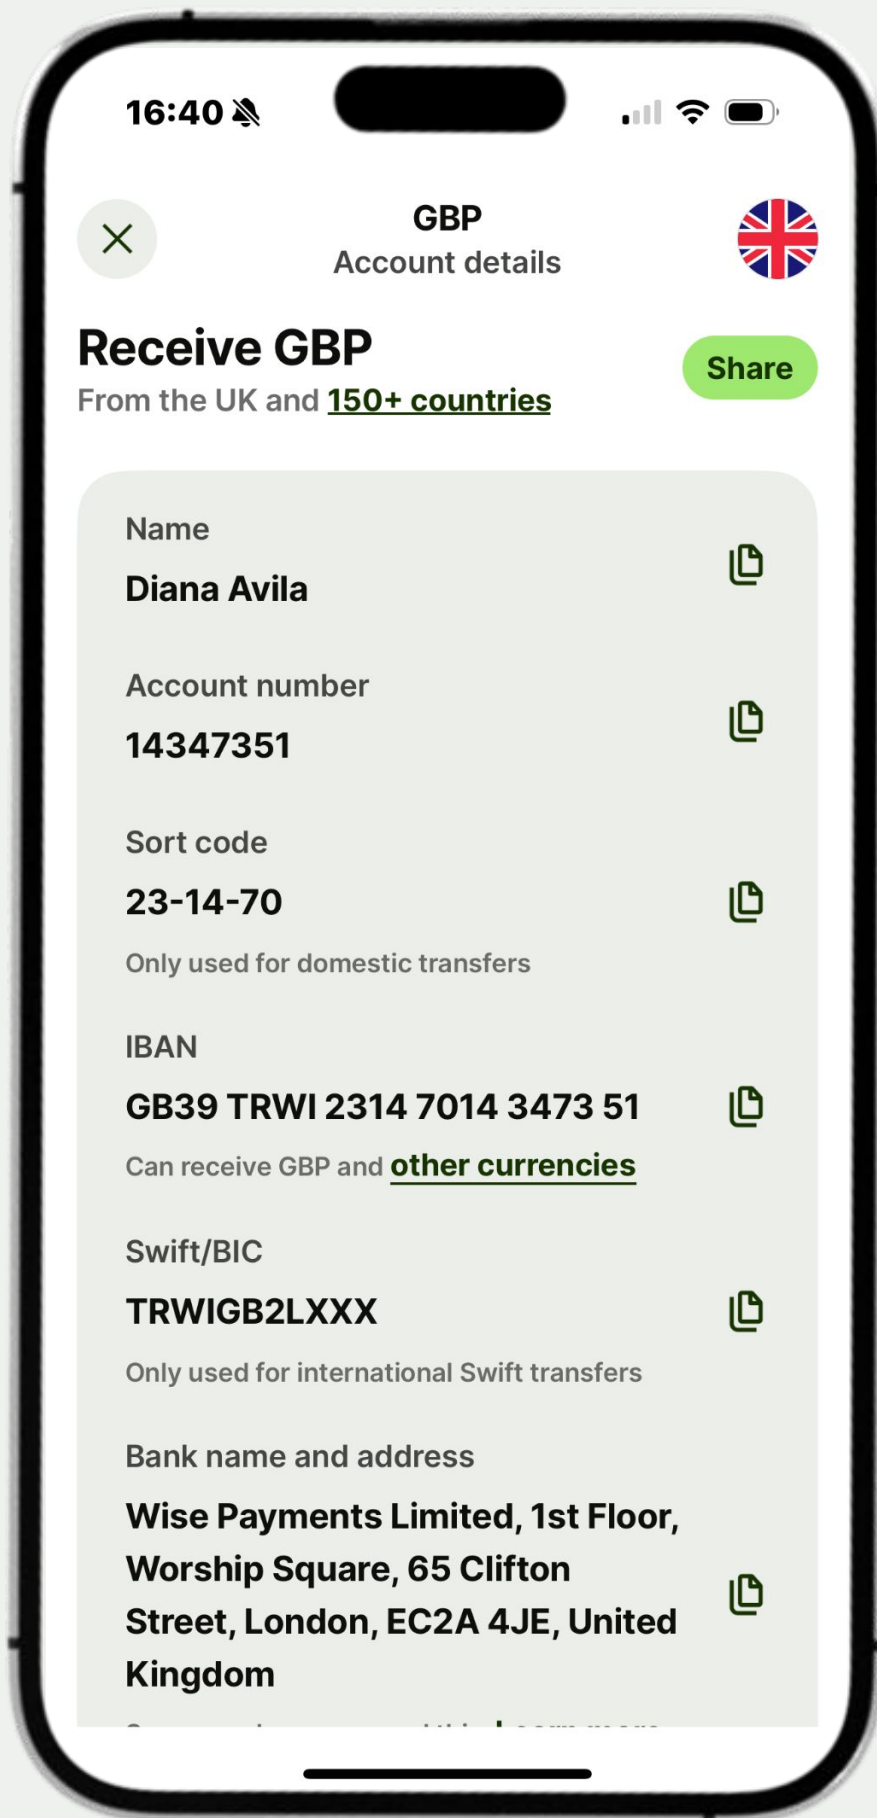 16:40
GBP
Account details
Receive GBP
Share
From the UK and 150+ countries
Name
Diana Avila
Account number
14347351
Sort code
23-14-70
Only used for domestic transfers
IBAN
GB39 TRWI 2314 7014 3473 51
Can receive GBP and other currencies
Swift/BIC
TRWIGB2LXXX
Only used for international Swift transfers
Bank name and address
Wise Payments Limited, 1st Floor,
Worship Square, 65 Clifton
Street, London, EC2A 4JE, United
Kingdom